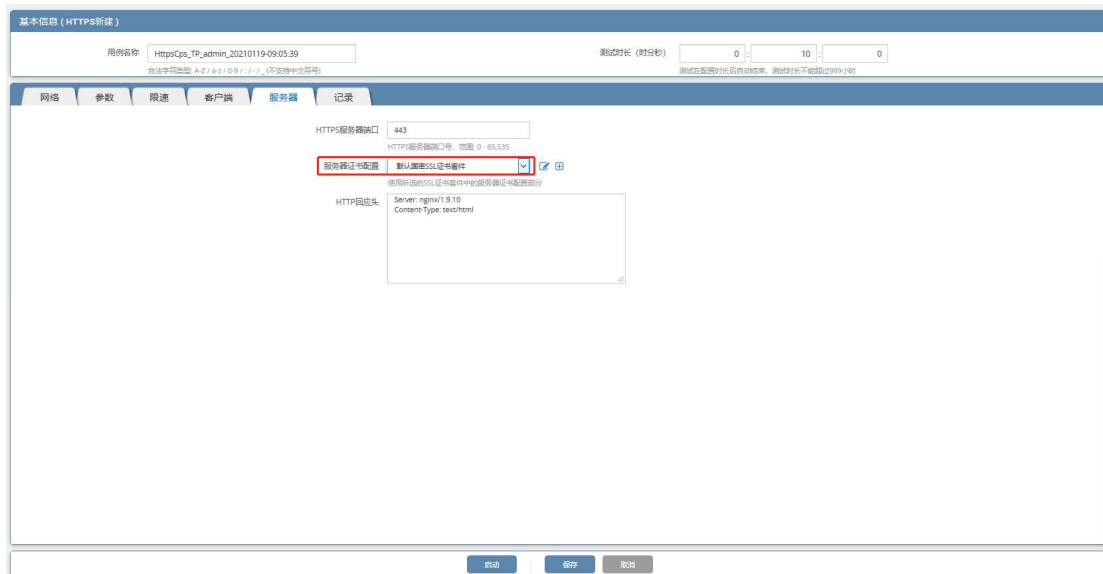 基本信息 ( HTTPS新建 )
用例名称 HttpsCps_TP_admin_20210119-09:05:39 测试时长 (时分秒) 0 : 10 : 0
合法字符类型: A-Z / a-z / 0-9 / : / - / _ (不支持中文符号) 测试在配置时长后自动结束，测试时长不能超过999小时
网络 参数 限速 客户端 服务器 记录
HTTPS服务器端口 443
HTTPS服务器端口号，范围: 0 - 65,535
服务器证书配置 默认国密SSL证书套件
使用所选的SSL证书套件中的服务器证书配置部分
HTTP回应头 Server: nginx/1.9.10
Content-Type: text/html
启动 保存 取消